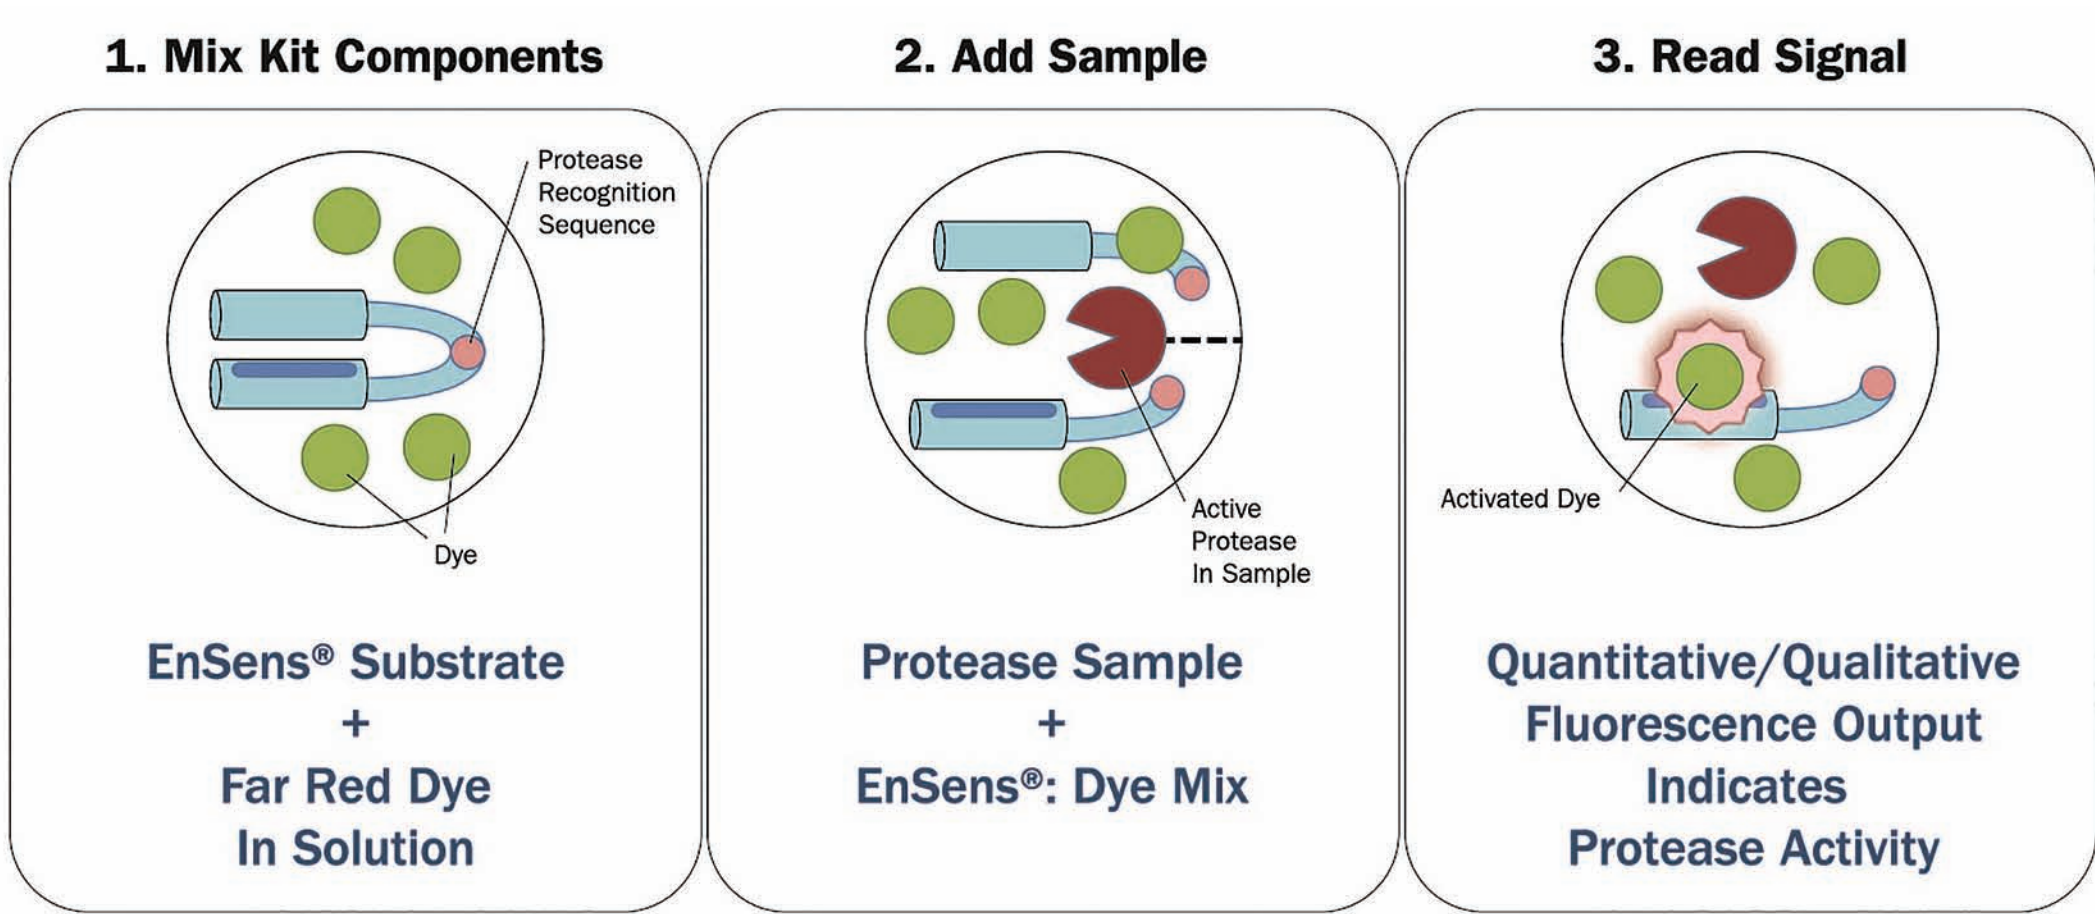 1. Mix Kit Components
Protease
Recognition
Sequence
Dye
EnSens® Substrate
+
Far Red Dye
In Solution
2. Add Sample
Active
Protease
In Sample
Protease Sample
+
EnSens®: Dye Mix
3. Read Signal
Activated Dye
Quantitative/Qualitative
Fluorescence Output
Indicates
Protease Activity